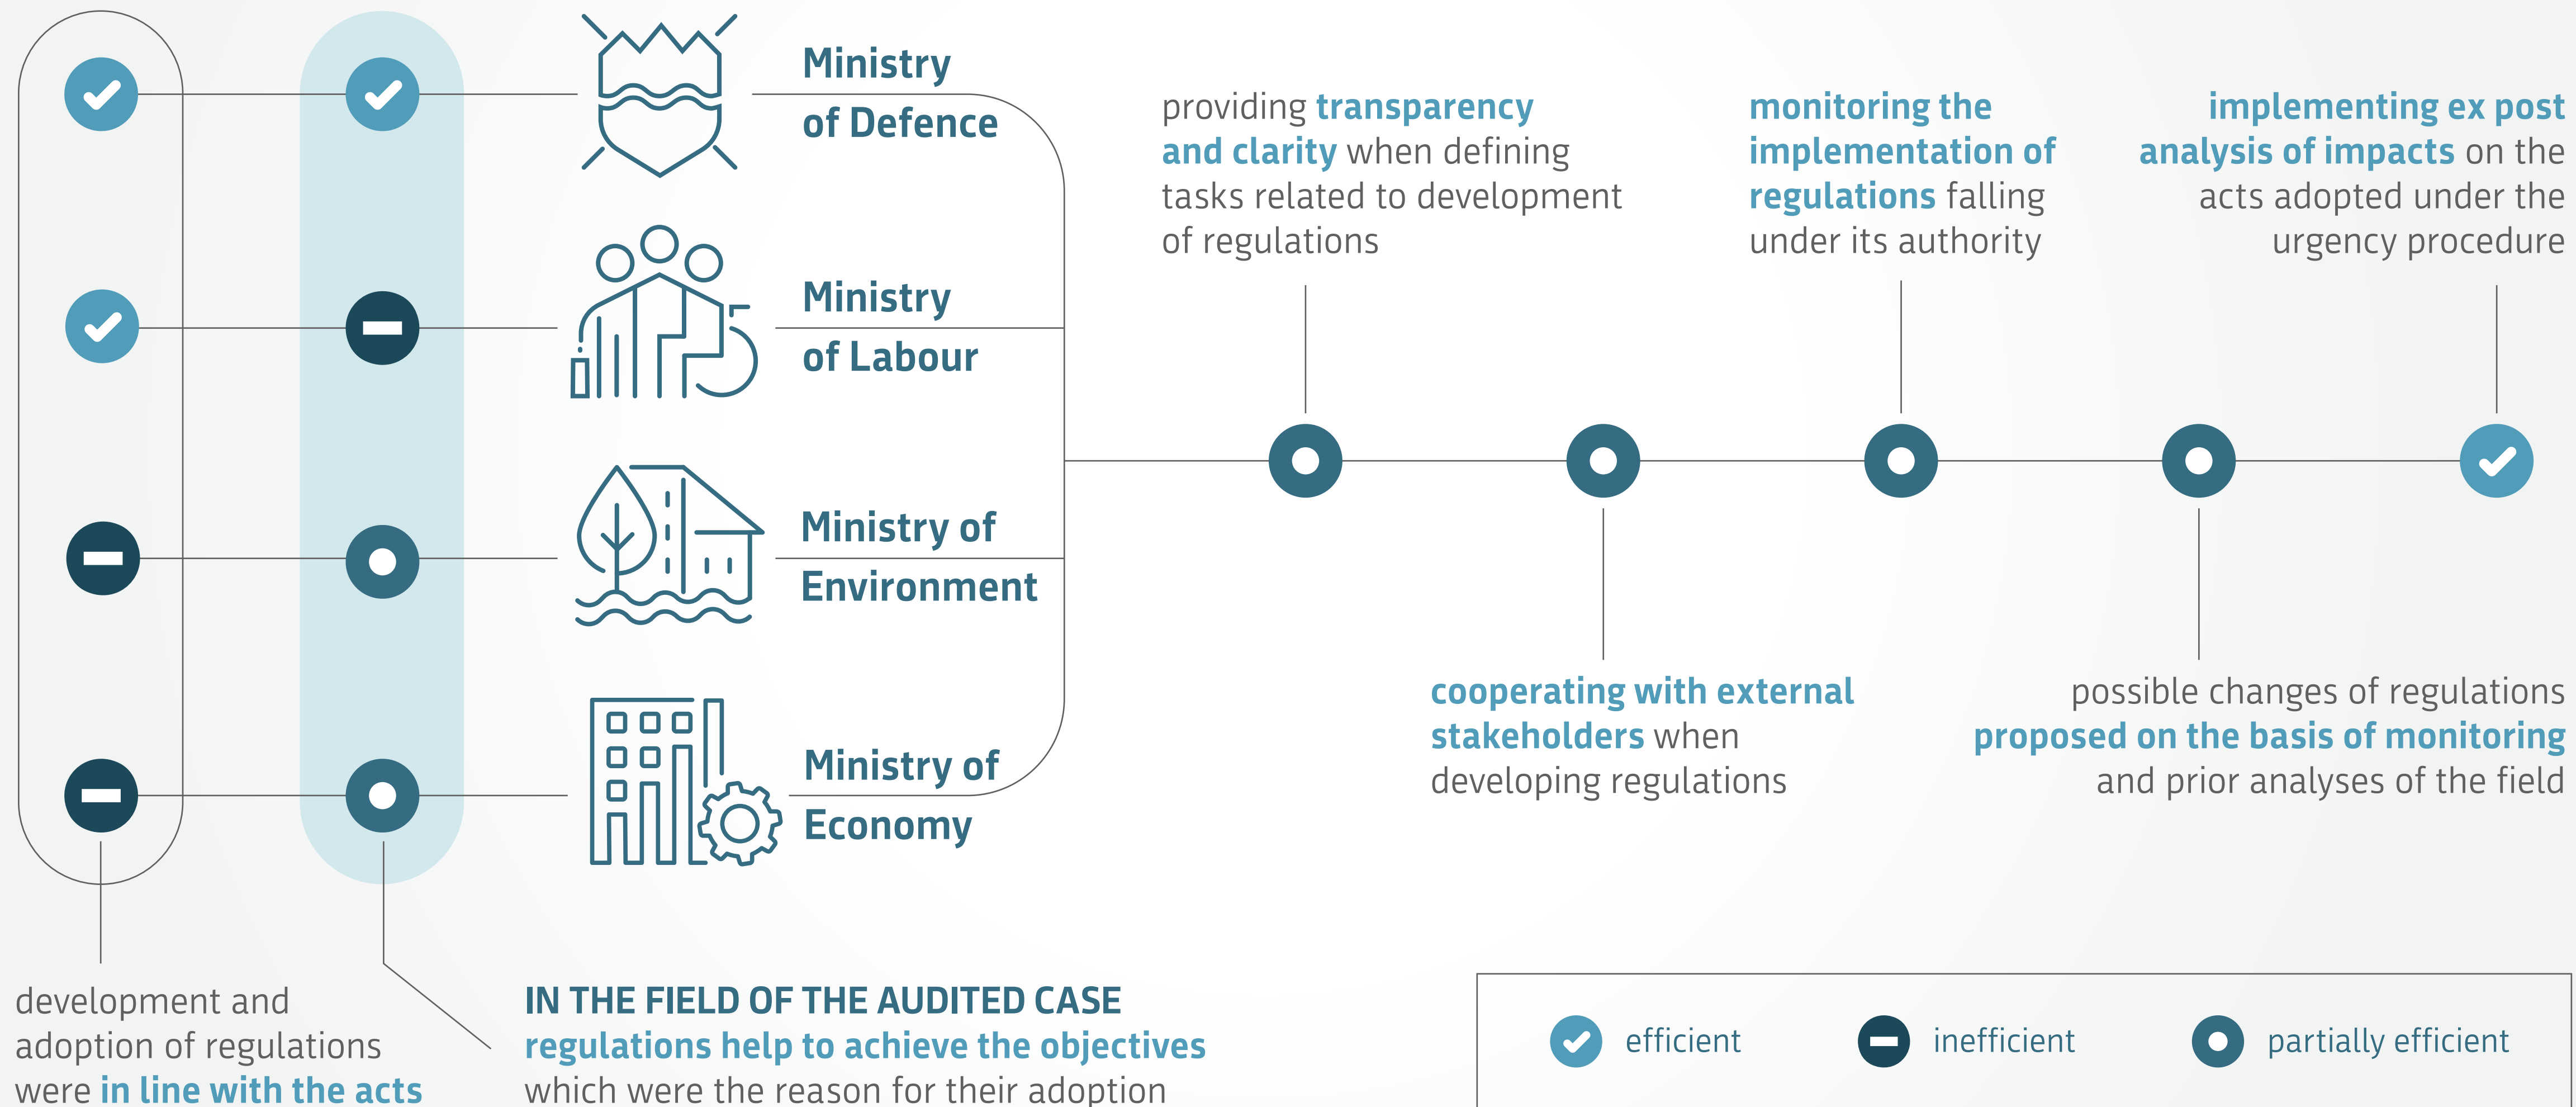 Ministry
of Defence
Ministry
of Labour
Ministry of
Environment
Ministry of
Economy
providing transparency
and clarity when defining
tasks related to development
of regulations
monitoring the
implementation of
regulations falling
under its authority
implementing ex post
analysis of impacts on the
acts adopted under the
urgency procedure
cooperating with external
stakeholders when
developing regulations
possible changes of regulations
proposed on the basis of monitoring
and prior analyses of the field
development and
adoption of regulations
were in line with the acts
IN THE FIELD OF THE AUDITED CASE
regulations help to achieve the objectives
which were the reason for their adoption
efficient
inefficient
partially efficient